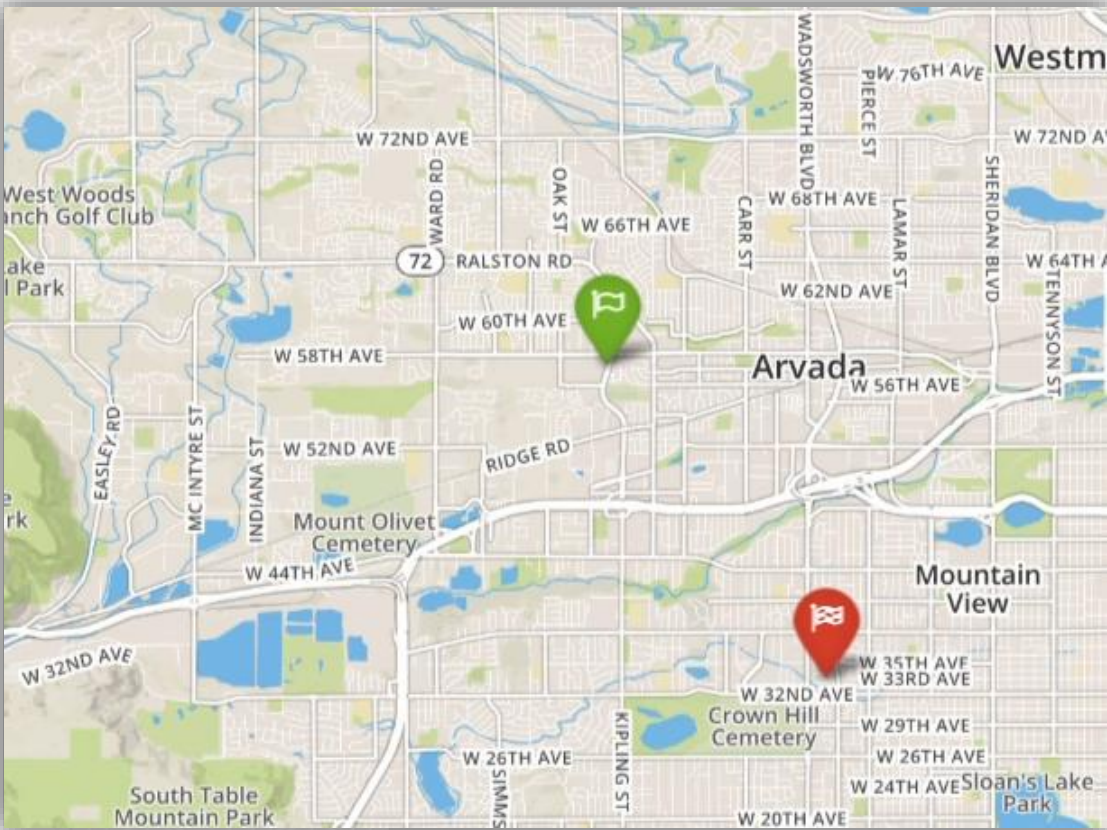 WADSWORTH BLVD
Westm
PIERCE ST
W 76TH AVE
W 72ND AVE
W 72ND AV
West Woods
anch Golf Club
WARD RD
OAK ST
W 66TH AVE
CARR ST
W 68TH AVE
LAMAR ST
SHERIDAN BLVD
72
RALSTON RD
ake
l Park
W 64TH A
TENNYSON ST
W 62ND AVE
W 60TH AVE
W 58TH AVE
Arvada
W 56TH AVE
EASLEY RD
MC INTYRE ST
INDIANA ST
W 52ND AVE
RIDGE RD
e
rk
Mount Olivet
Cemetery
W 44TH AVE
Mountain
View
W 32ND AVE
W 35TH AVE
W 33RD AVE
W 32ND AVE
Crown Hill
Cemetery
KIPLING ST
W 29TH AVE
W 26TH AVE
SIMMS
W 26TH AVE
W 24TH AVE
Sloan's Lake
Park
South Table
Mountain Park
W 20TH AVE